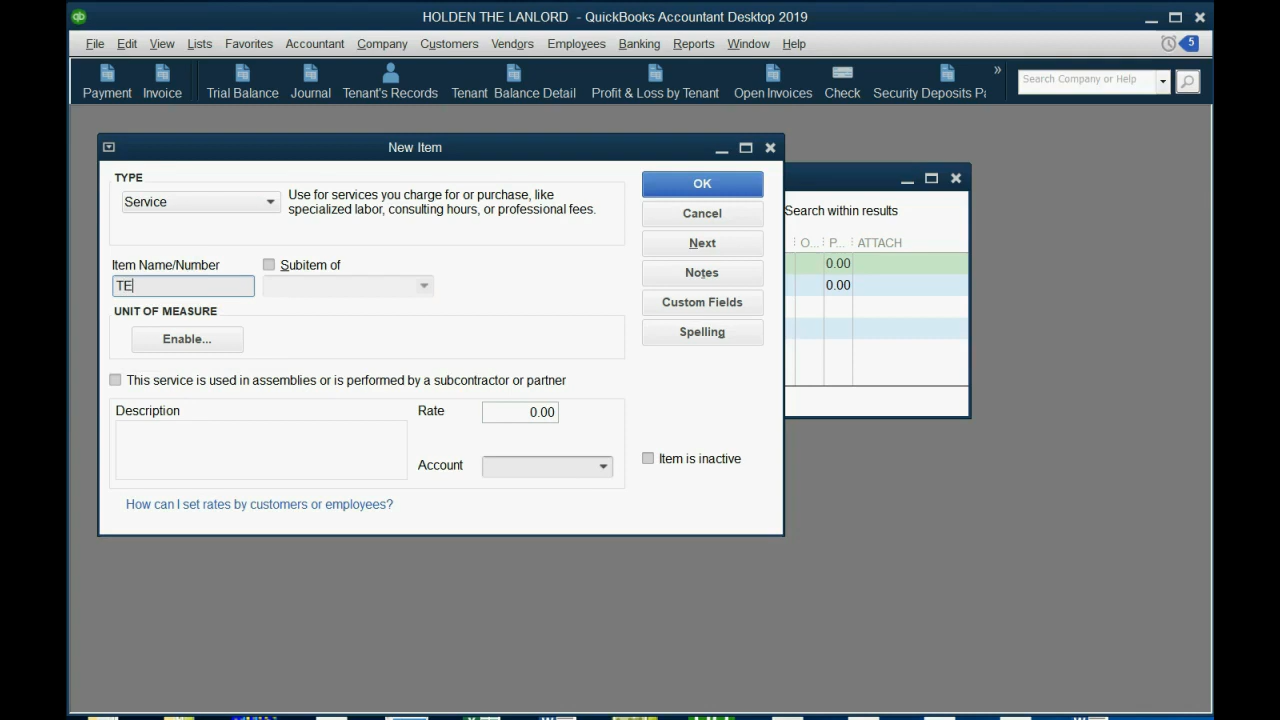 HOLDEN THE LANLORD - QuickBooks Accountant Desktop 2019
File Edit View Lists Favorites Accountant Company Customers Vendors Employees Banking Reports Window Help 5
Payment Invoice Trial Balance Journal Tenant's Records Tenant Balance Detail Profit & Loss by Tenant Open Invoices Check Security Deposits Pa » Search Company or Help
New Item
TYPE
Service
Use for services you charge for or purchase, like
specialized labor, consulting hours, or professional fees.
Item Name/Number Subitem of
TE
UNIT OF MEASURE
Enable...
This service is used in assemblies or is performed by a subcontractor or partner
Description Rate 0.00
Account
How can I set rates by customers or employees?
OK
Cancel
Next
Notes
Custom Fields
Spelling
Item is inactive
Search within results
O... P... ATTACH
0.00
0.00